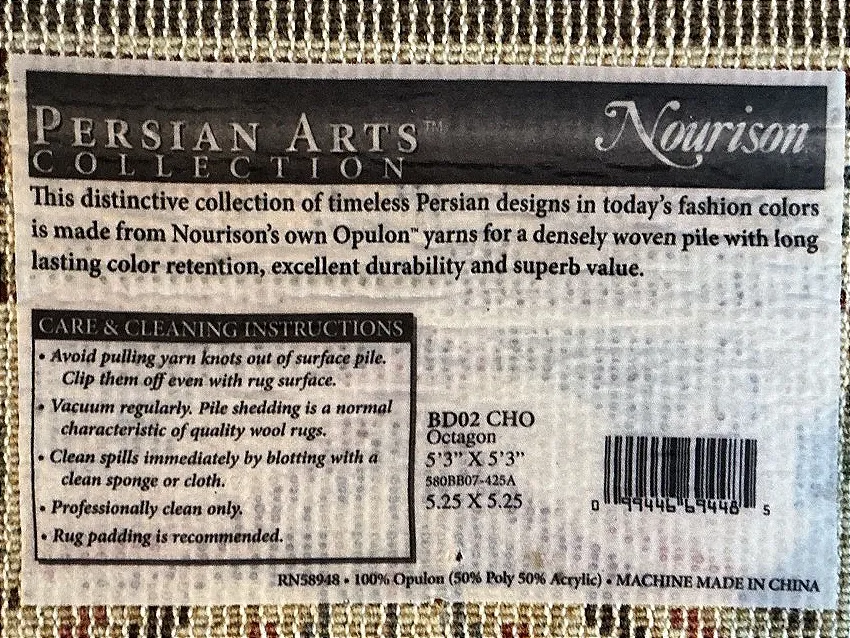 PERSIAN ARTS™
COLLECTION
Nourison
This distinctive collection of timeless Persian designs in today's fashion colors
is made from Nourison's own Opulon™ yarns for a densely woven pile with long
lasting color retention, excellent durability and superb value.
CARE & CLEANING INSTRUCTIONS
• Avoid pulling yarn knots out of surface pile.
Clip them off even with rug surface.
• Vacuum regularly. Pile shedding is a normal
characteristic of quality wool rugs.
• Clean spills immediately by blotting with a
clean sponge or cloth.
• Professionally clean only.
• Rug padding is recommended.
BD02 CHO
Octagon
5'3" X 5'3"
580BB07-425A
5.25 X 5.25
0 99446 69448 5
RN58948 • 100% Opulon (50% Poly 50% Acrylic) • MACHINE MADE IN CHINA